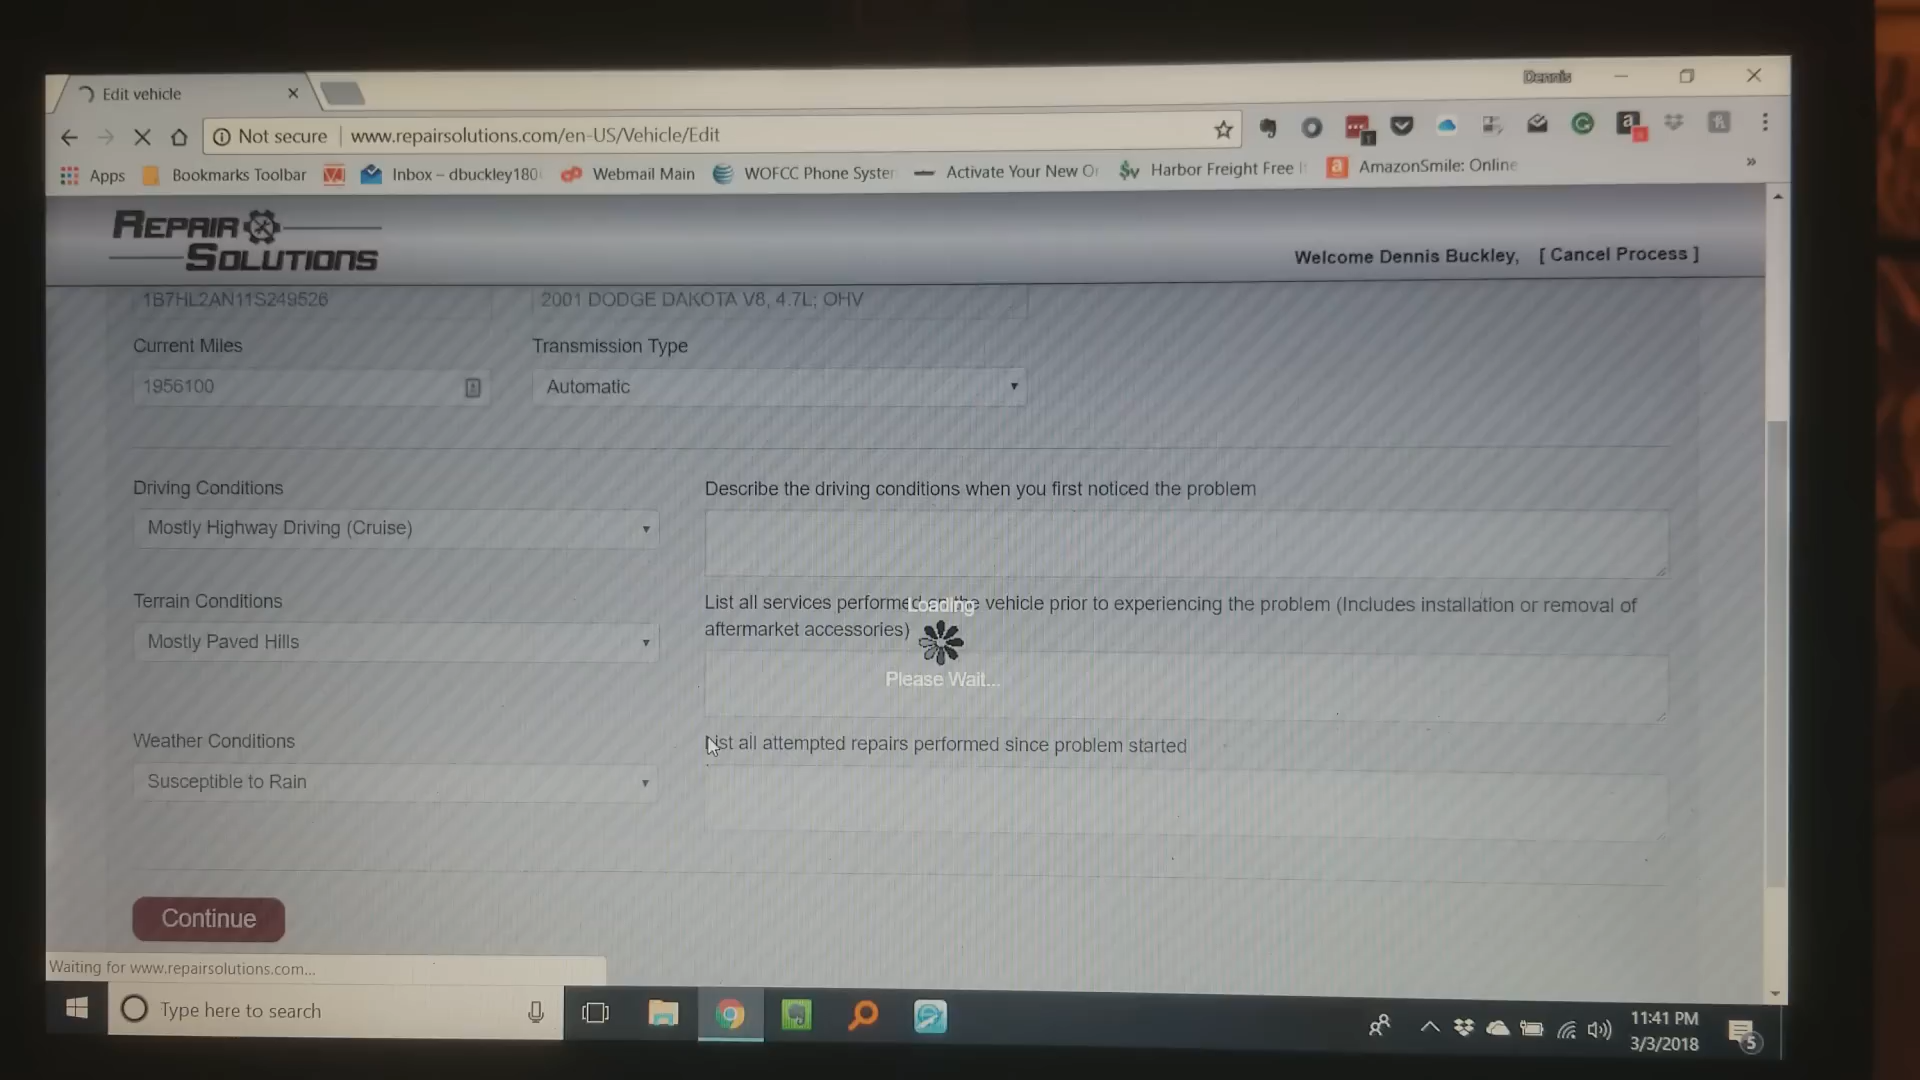 Dennis
Edit vehicle
Not secure www.repairsolutions.com/en-US/Vehicle/Edit
Apps Bookmarks Toolbar Inbox – dbuckley180 Webmail Main WOFCC Phone Syster Activate Your New Or Harbor Freight Free It AmazonSmile: Online
REPAIR
SOLUTIONS
Welcome Dennis Buckley, [ Cancel Process ]
1B7HL2AN11S249526 2001 DODGE DAKOTA V8, 4.7L; OHV
Current Miles Transmission Type
1956100 Automatic
Driving Conditions
Mostly Highway Driving (Cruise)
Describe the driving conditions when you first noticed the problem
Terrain Conditions
Mostly Paved Hills
List all services performed on the vehicle prior to experiencing the problem (Includes installation or removal of
aftermarket accessories)
Loading
Please Wait...
Weather Conditions
Susceptible to Rain
List all attempted repairs performed since problem started
Continue
Waiting for www.repairsolutions.com...
Type here to search
11:41 PM
3/3/2018
5